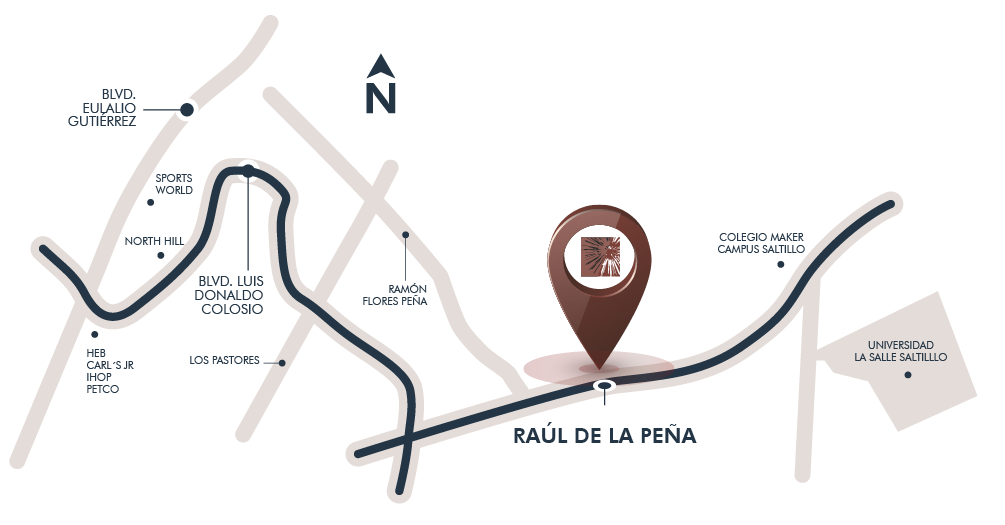 BLVD.
EULALIO
GUTIÉRREZ
N
SPORTS
WORLD
NORTH HILL
BLVD. LUIS
DONALDO
COLOSIO
RAMÓN
FLORES PEÑA
COLEGIO MAKER
CAMPUS SALTILLO
HEB
CARL´S JR
IHOP
PETCO
LOS PASTORES
UNIVERSIDAD
LA SALLE SALTILLLO
RAÚL DE LA PEÑA